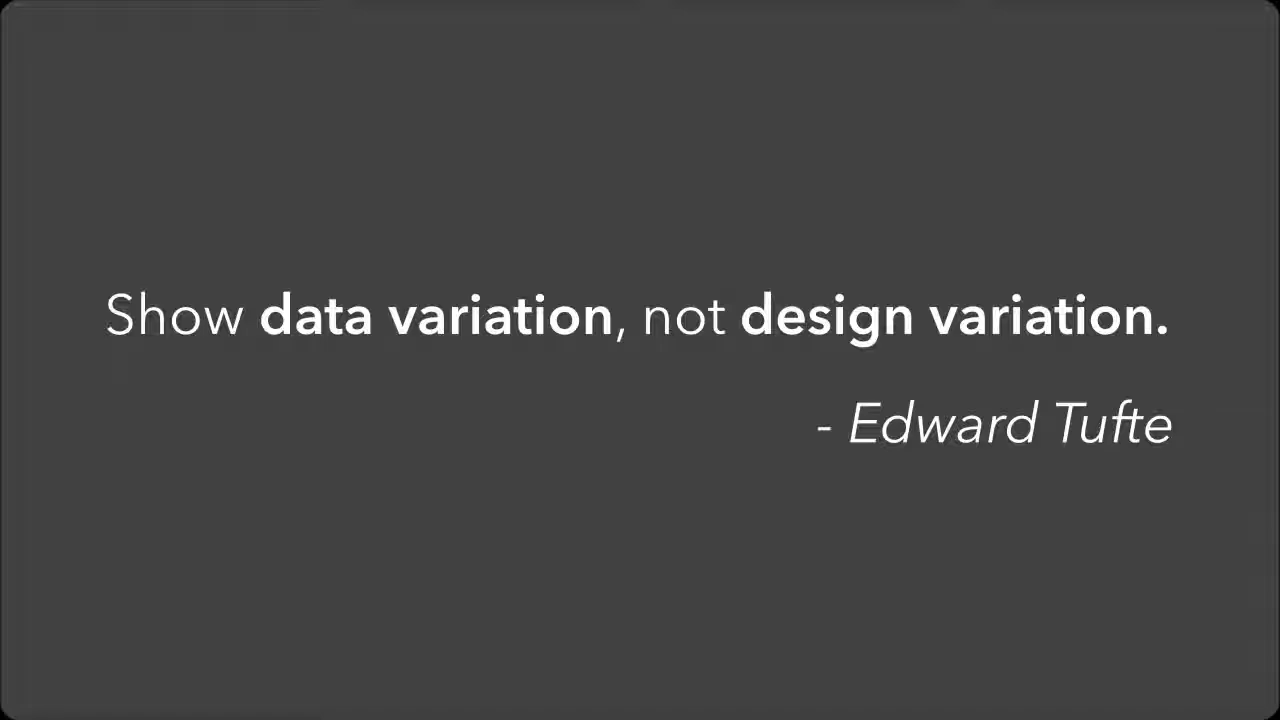 Show data variation, not design variation.
- Edward Tufte